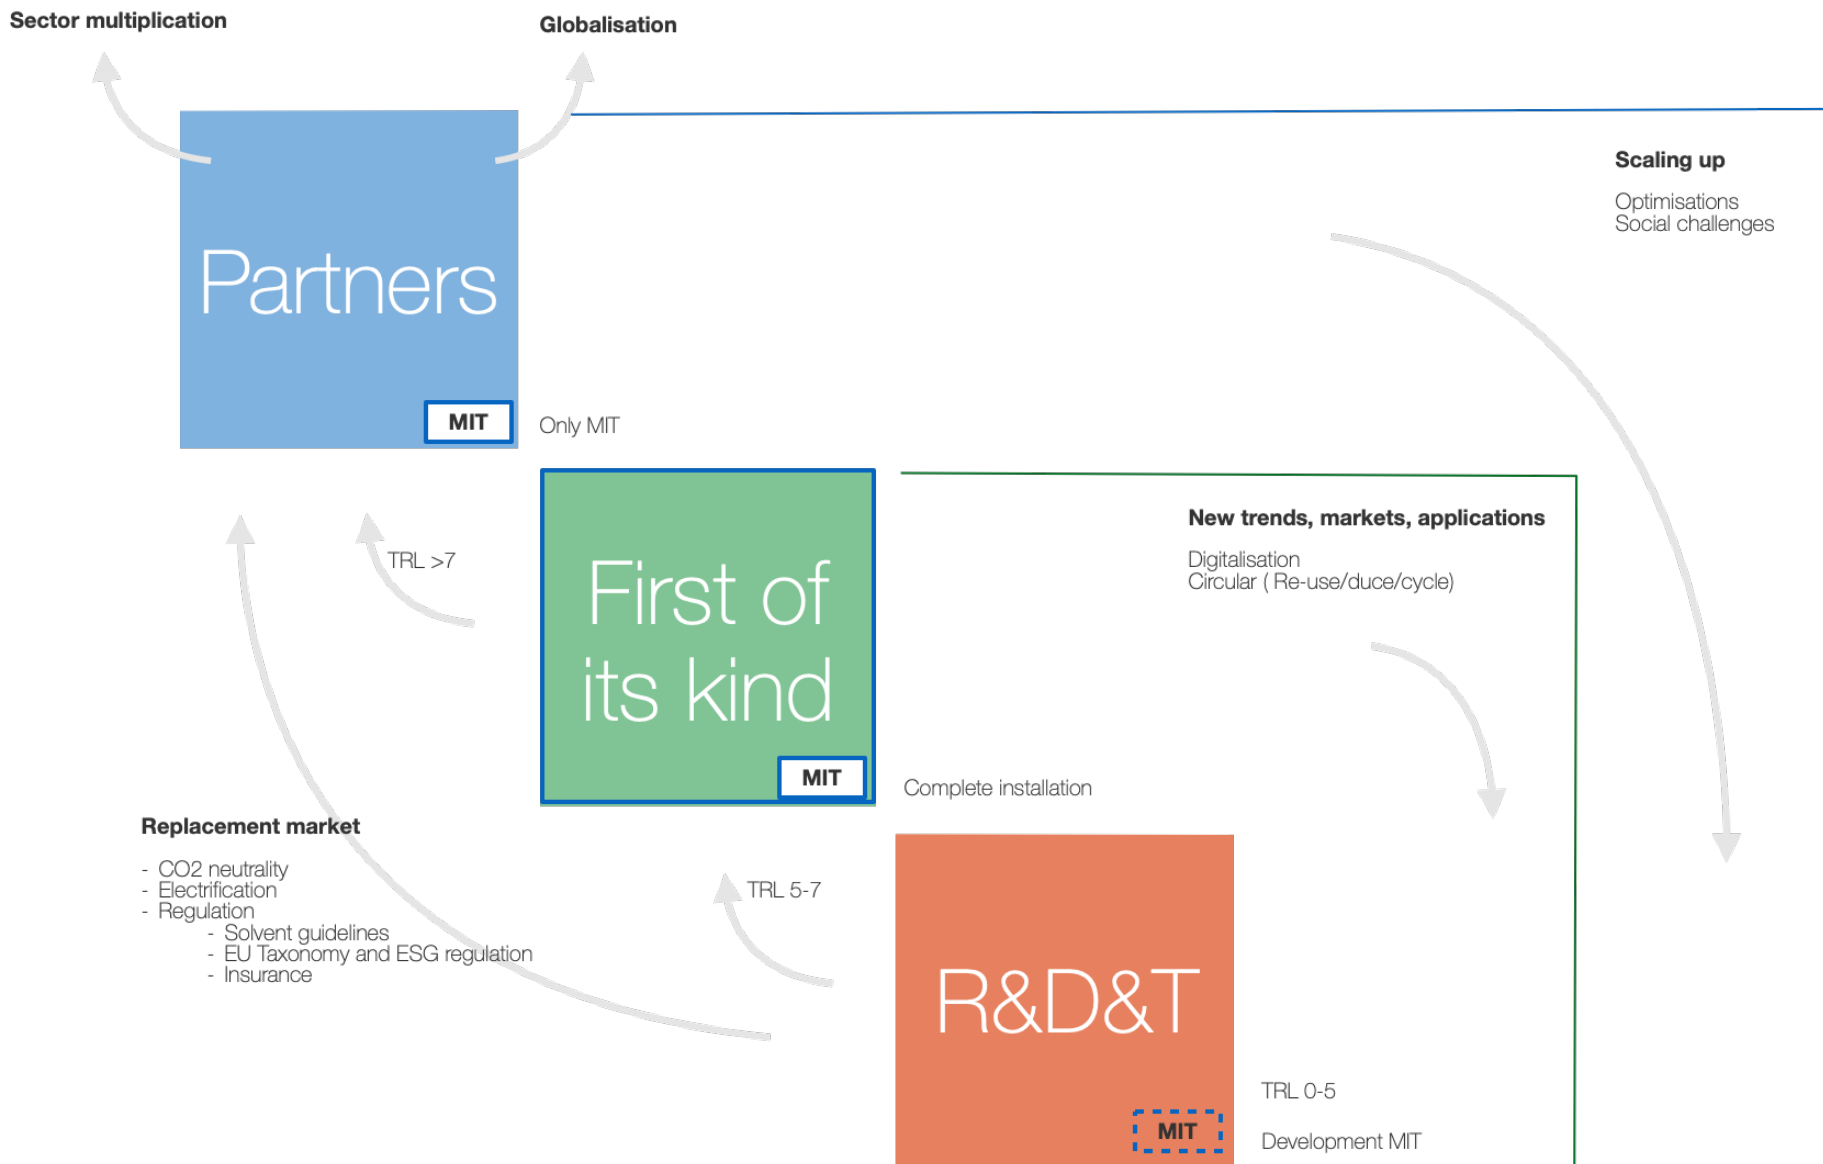 Sector multiplication
Globalisation
Scaling up
Optimisations
Social challenges
Partners
MIT
Only MIT
New trends, markets, applications
Digitalisation
Circular ( Re-use/duce/cycle)
TRL >7
First of
its kind
MIT
Complete installation
Replacement market
- CO2 neutrality
- Electrification
- Regulation
- Solvent guidelines
- EU Taxonomy and ESG regulation
- Insurance
TRL 5-7
R&D&T
MIT
TRL 0-5
Development MIT